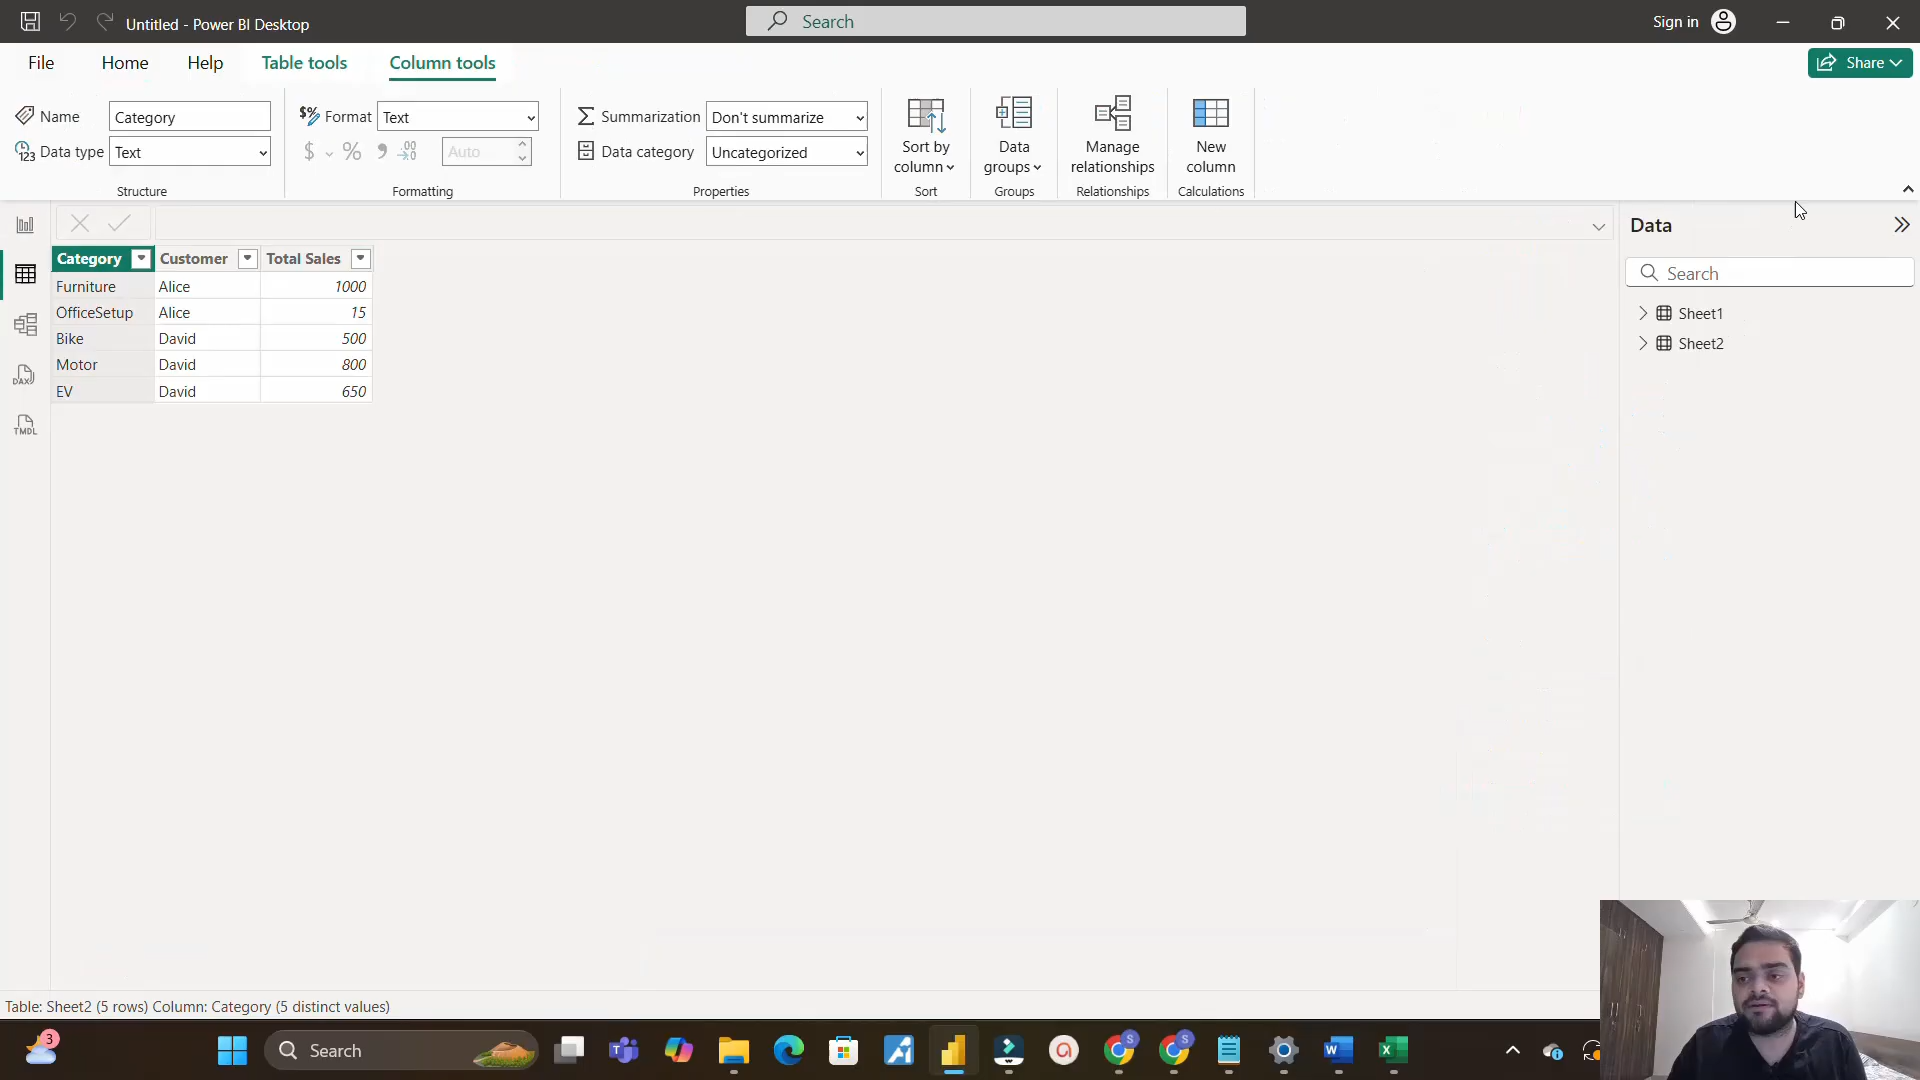 Untitled - Power BI Desktop
Search
Sign in
File
Home
Help
Table tools
Column tools
Share
Name
Category
Format
Text
Summarization
Don't summarize
Data type
Text
$
%
Auto
Data category
Uncategorized
Sort by
column
Data
groups
Manage
relationships
New
column
Structure
Formatting
Properties
Sort
Groups
Relationships
Calculations
Data
Search
Sheet1
Sheet2
DAX
TMDL
Category Customer Total Sales
Furniture Alice 1000
OfficeSetup Alice 15
Bike David 500
Motor David 800
EV David 650
Table: Sheet2 (5 rows) Column: Category (5 distinct values)
3
Search